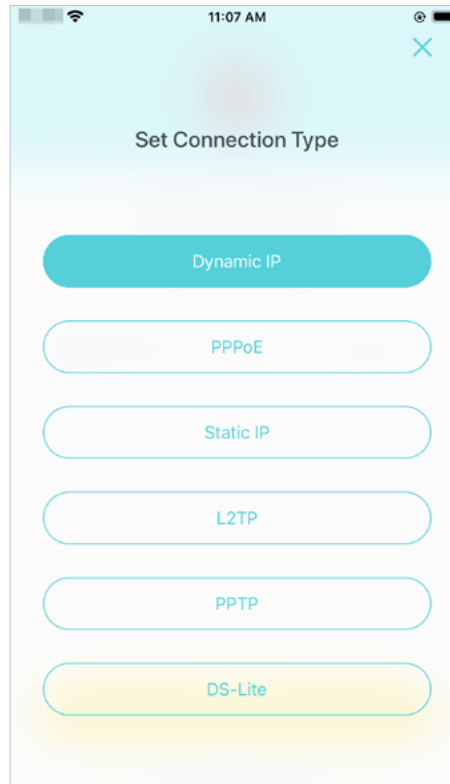 11:07 AM
Set Connection Type
Dynamic IP
PPPoE
Static IP
L2TP
PPTP
DS-Lite